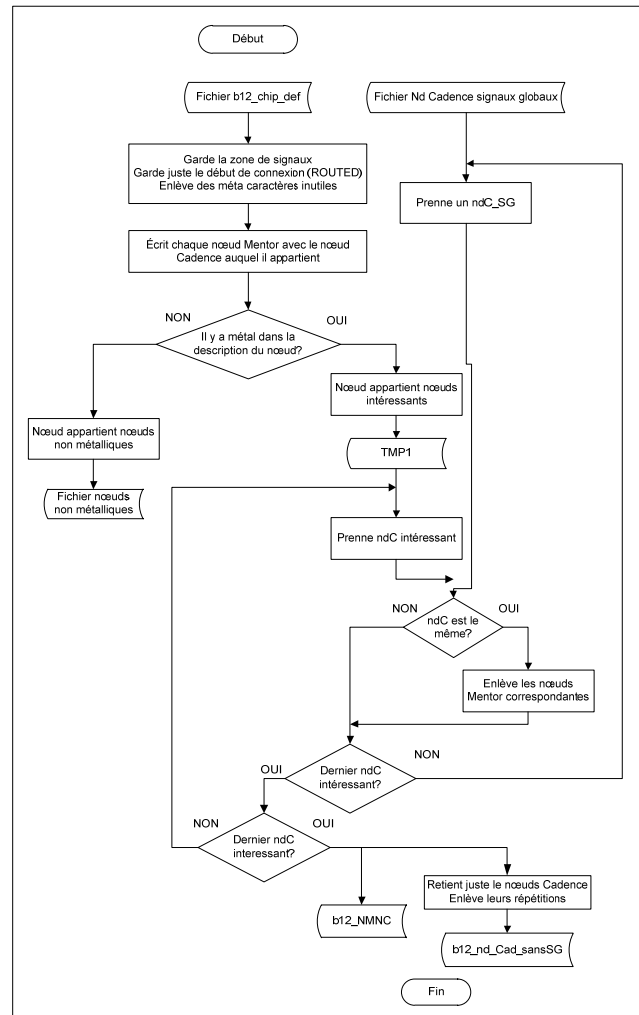 Début
Fichier b12_chip_def
Fichier Nd Cadence signaux globaux
Garde la zone de signaux
Garde juste le début de connexion (ROUTED)
Enlève des méta caractères inutiles
Prenne un ndC_SG
Écrit chaque nœud Mentor avec le nœud
Cadence auquel il appartient
NON
OUI
Il y a métal dans la
description du nœud?
Nœud appartient nœuds
intéressants
Nœud appartient nœuds
non métalliques
TMP1
Fichier nœuds
non métalliques
Prenne ndC intéressant
NON
OUI
ndC est le
même?
Enlève les nœuds
Mentor correspondantes
OUI
NON
Dernier ndC
intéressant?
NON
OUI
Dernier ndC
interessant?
Retient juste le nœuds Cadence
Enlève leurs répétitions
b12_NMNC
b12_nd_Cad_sansSG
Fin